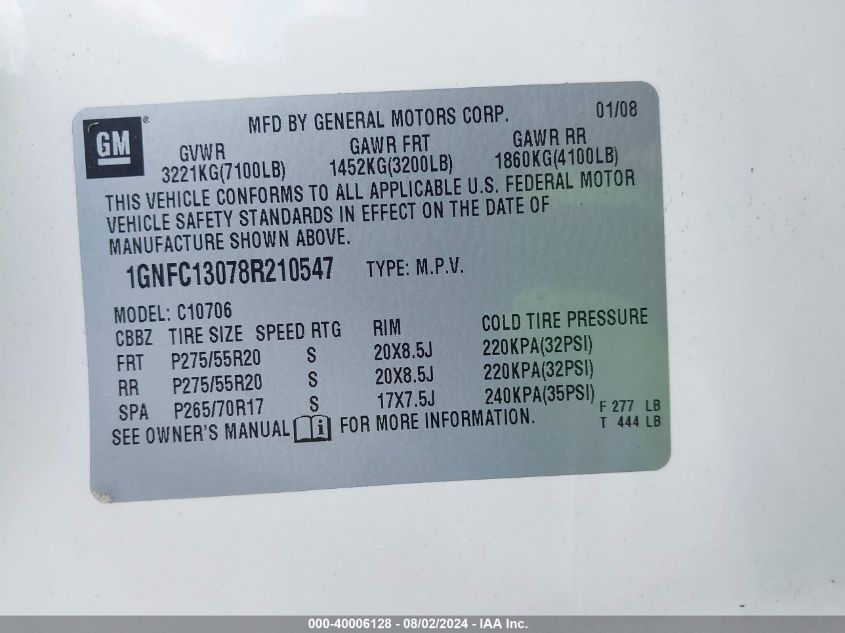 GM ® MFD BY GENERAL MOTORS CORP. 01/08
GVWR GAWR FRT GAWR RR
3221KG(7100LB) 1452KG(3200LB) 1860KG(4100LB)
THIS VEHICLE CONFORMS TO ALL APPLICABLE U.S. FEDERAL MOTOR
VEHICLE SAFETY STANDARDS IN EFFECT ON THE DATE OF
MANUFACTURE SHOWN ABOVE.
1GNFC13078R210547 TYPE: M.P.V.
MODEL: C10706
CBBZ TIRE SIZE SPEED RTG RIM COLD TIRE PRESSURE
FRT P275/55R20 S 20X8.5J 220KPA(32PSI)
RR P275/55R20 S 20X8.5J 220KPA(32PSI)
SPA P265/70R17 S 17X7.5J 240KPA(35PSI)
F 277 LB
SEE OWNER'S MANUAL i FOR MORE INFORMATION.
T 444 LB
000-40006128 - 08/02/2024 - IAA Inc.